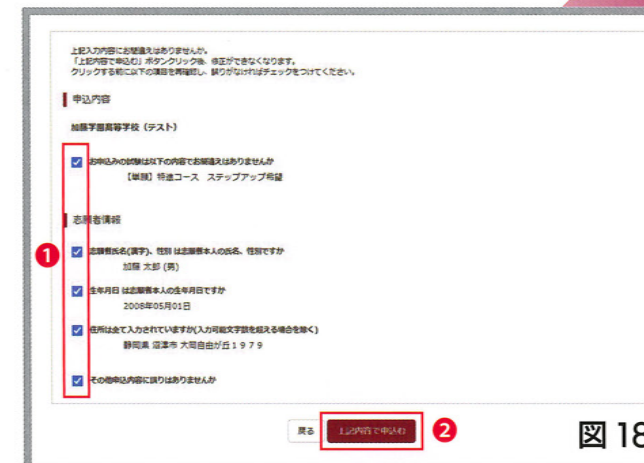 上記入力内容にお間違えはありませんか。
「上記内容で申込む」ボタンクリック後、修正ができなくなります。
クリックする前に以下の項目を再確認し、誤りがなければチェックをつけてください。
申込内容
加藤学園高等学校（テスト）
お申込みの試験は以下の内容でお間違えはありませんか
【単願】特進コース　ステップアップ希望
志願者情報
❶
志願者氏名(漢字)、性別 は志願者本人の氏名、性別ですか
加藤 太郎 (男)
生年月日 は志願者本人の生年月日ですか
2008年05月01日
住所は全て入力されていますか(入力可能文字数を超える場合を除く)
静岡県 沼津市 大岡自由が丘１９７９
その他申込内容に誤りはありませんか
戻る 上記内容で申込む ❷
図 18